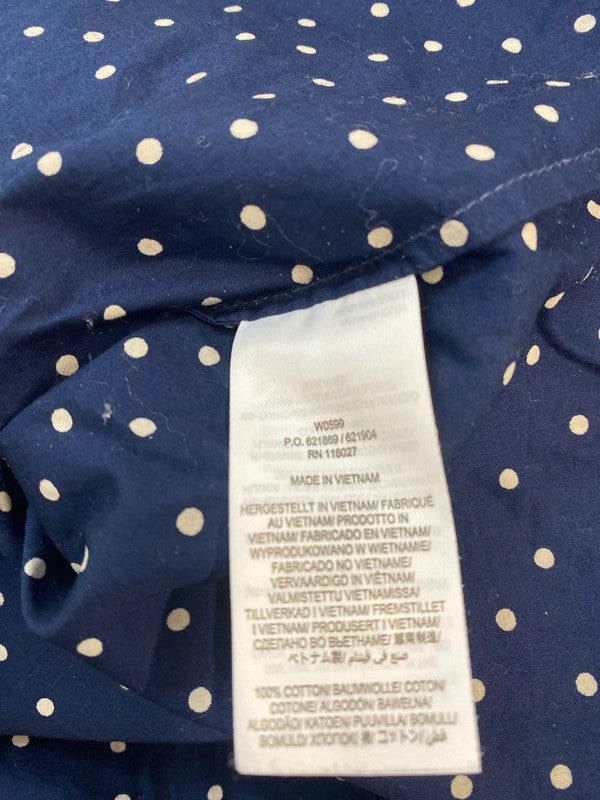 W0599
P.O. 621869 / 621904
RN 118027
MADE IN VIETNAM
HERGESTELLT IN VIETNAM/ FABRIQUÉ
AU VIETNAM/ PRODOTTO IN
VIETNAM/ FABRICADO EN VIETNAM/
WYPRODUKOWANO W WIETNAMIE/
FABRICADO NO VIETNAME/
VERVAARDIGD IN VIËTNAM/
VALMISTETTU VIETNAMISSA/
TILLVERKAD I VIETNAM/ FREMSTILLET
I VIETNAM/ PRODUSERT I VIETNAM/
СДЕЛАНО ВО ВЬЕТНАМЕ/ 越南制造/
ベトナム製/ صنع في فيتنام
100% COTTON/ BAUMWOLLE/ COTON/
COTONE/ ALGODÓN/ BAWEŁNA/
ALGODÃO/ KATOEN/ PUUVILLA/ BOMULL/
BOMULD/ ХЛОПОК/ 棉/ コットン/ قطن